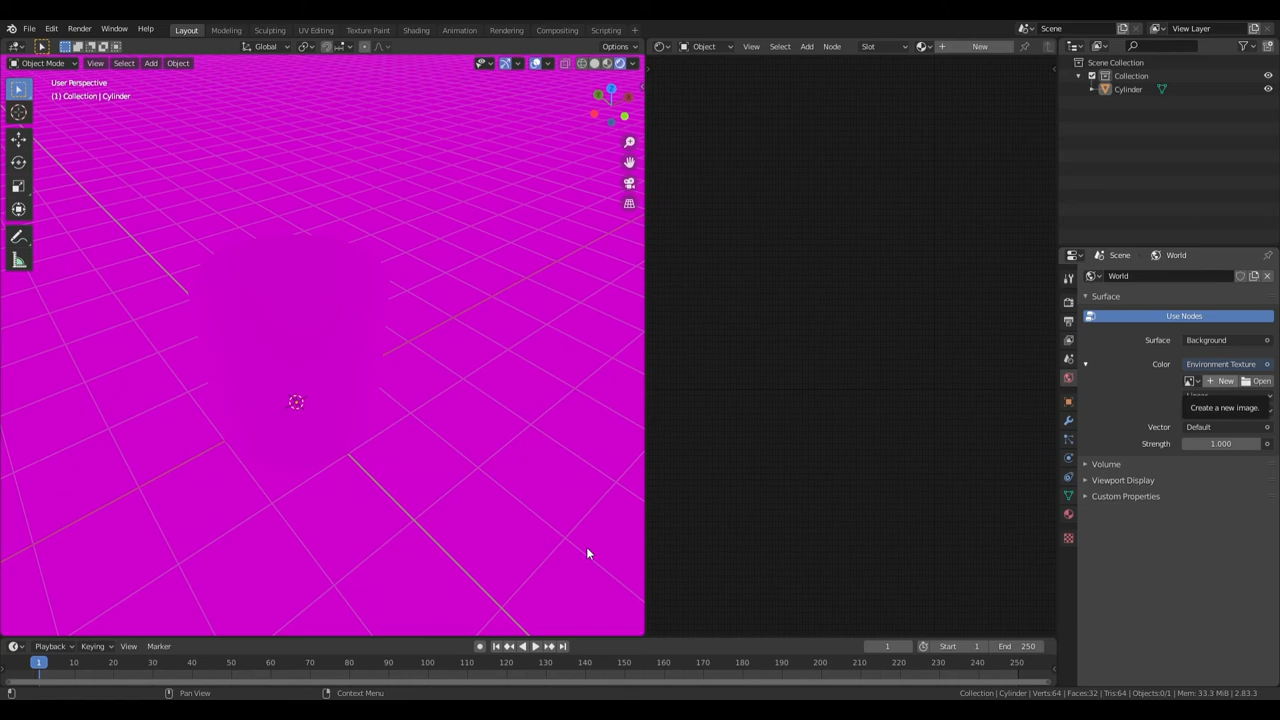 File Edit Render Window Help Layout Modeling Sculpting UV Editing Texture Paint Shading Animation Rendering Compositing Scripting + Scene View Layer
Global Options Object View Select Add Node Slot New
Object Mode View Select Add Object
User Perspective
(1) Collection | Cylinder
Scene Collection
Collection
Cylinder
Scene World
World
Surface
Use Nodes
Surface Background
Color Environment Texture
New Open
Create a new image.
Vector Default
Strength 1.000
Volume
Viewport Display
Custom Properties
Playback Keying View Marker 1 Start 1 End 250
1 10 20 30 40 50 60 70 80 90 100 110 120 130 140 150 160 170 180 190 200 210 220 230 240 250
Pan View Context Menu Collection | Cylinder | Verts:64 | Faces:32 | Tris:64 | Objects:0/1 | Mem: 33.3 MiB | 2.83.3